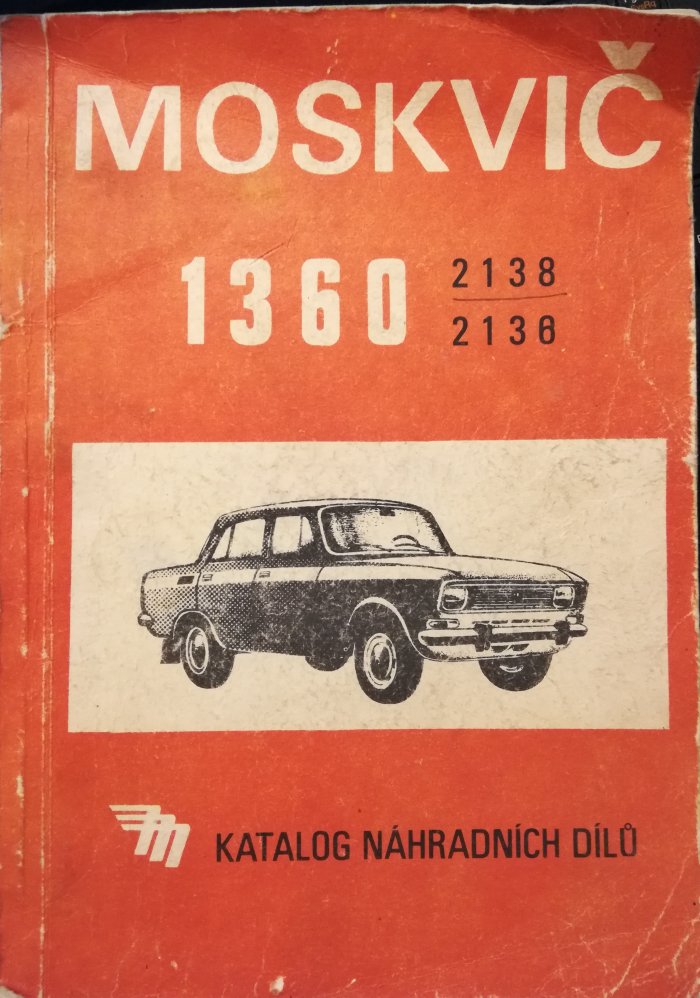 MOSKVIČ
1360
2138
2136
KATALOG NÁHRADNÍCH DÍLŮ